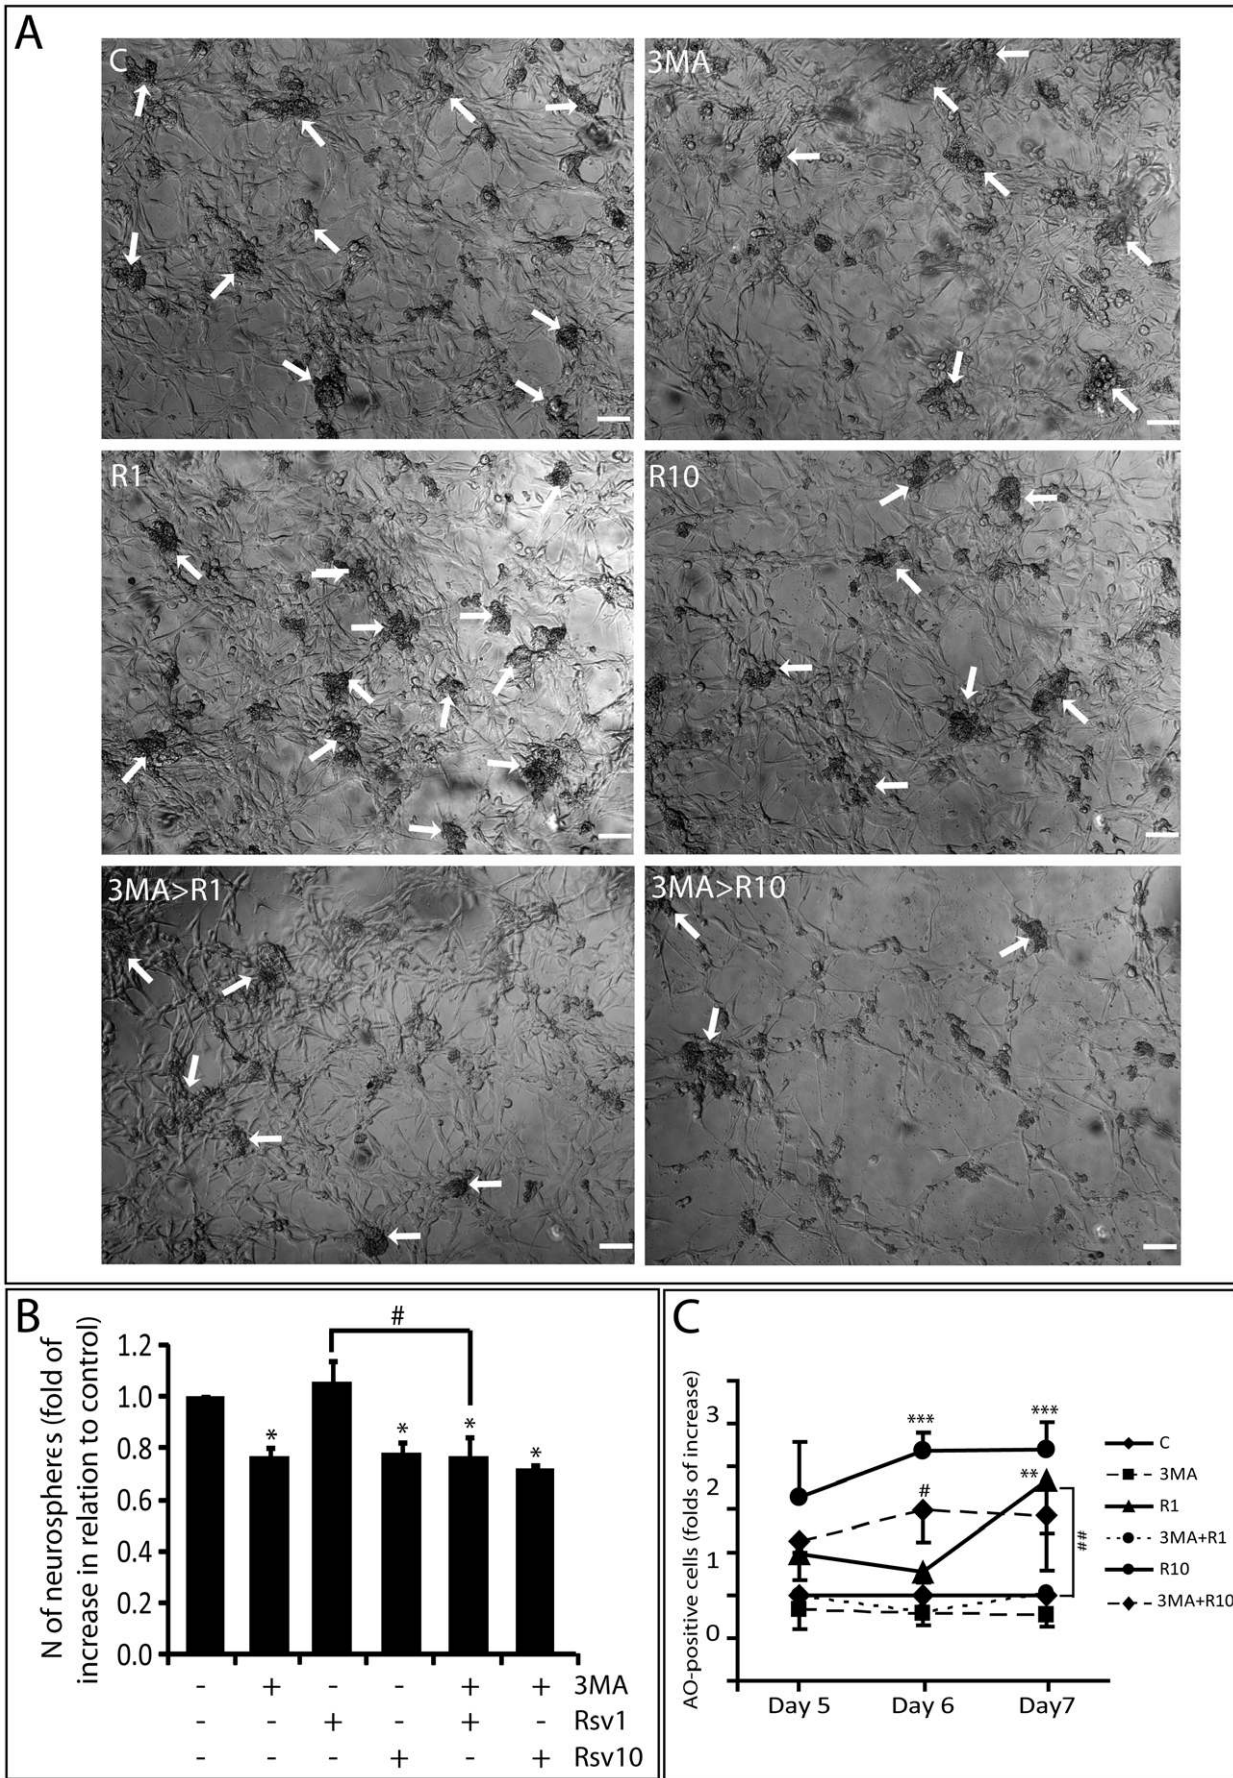 A
C
3MA
R1
R10
3MA>R1
3MA>R10
B
N of neurospheres (fold of
increase in relation to control)
1.2
1.0
0.8
0.6
0.4
0.2
0.0
#
*
*
*
*
- + - - + + 3MA
- - + - + - Rsv1
- - - + - + Rsv10
C
AO-positive cells (folds of increase)
3
2
1
0
***
***
**
#
##
Day 5 Day 6 Day7
C
3MA
R1
3MA+R1
R10
3MA+R10